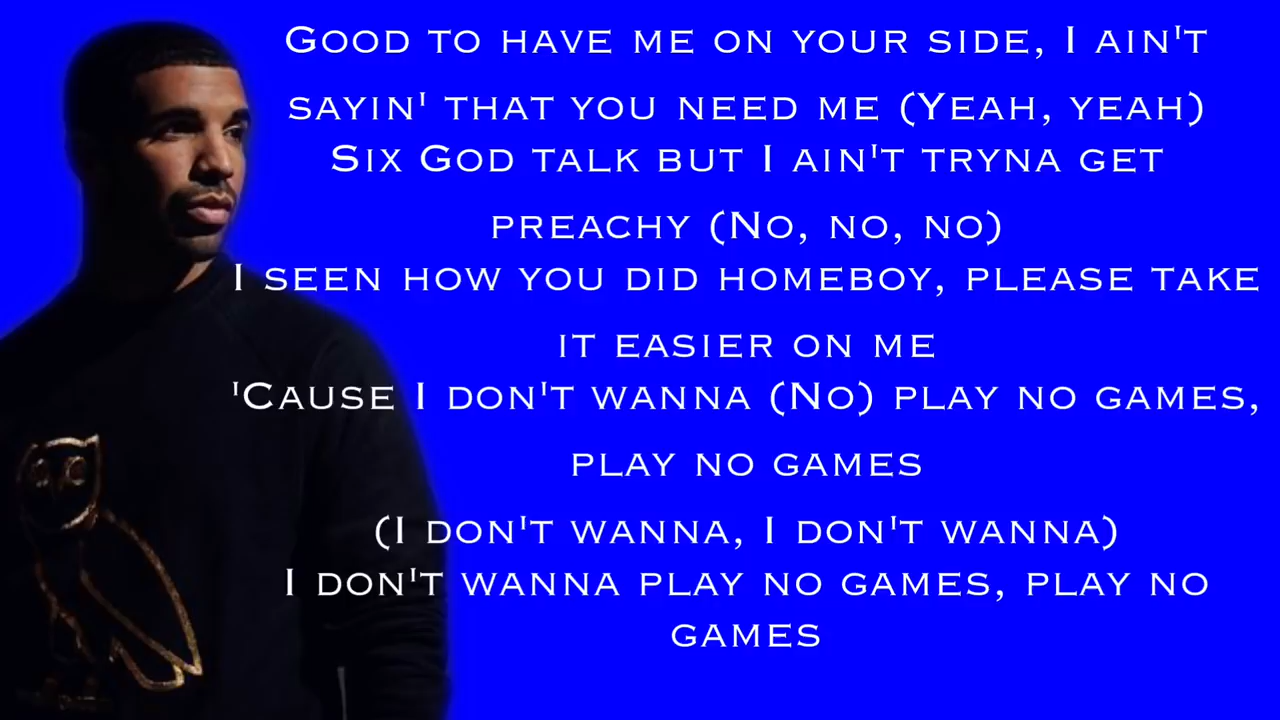 Good to have me on your side, I ain't
sayin' that you need me (Yeah, yeah)
Six God talk but I ain't tryna get
preachy (No, no, no)
I seen how you did homeboy, please take
it easier on me
'Cause I don't wanna (No) play no games,
play no games
(I don't wanna, I don't wanna)
I don't wanna play no games, play no
games